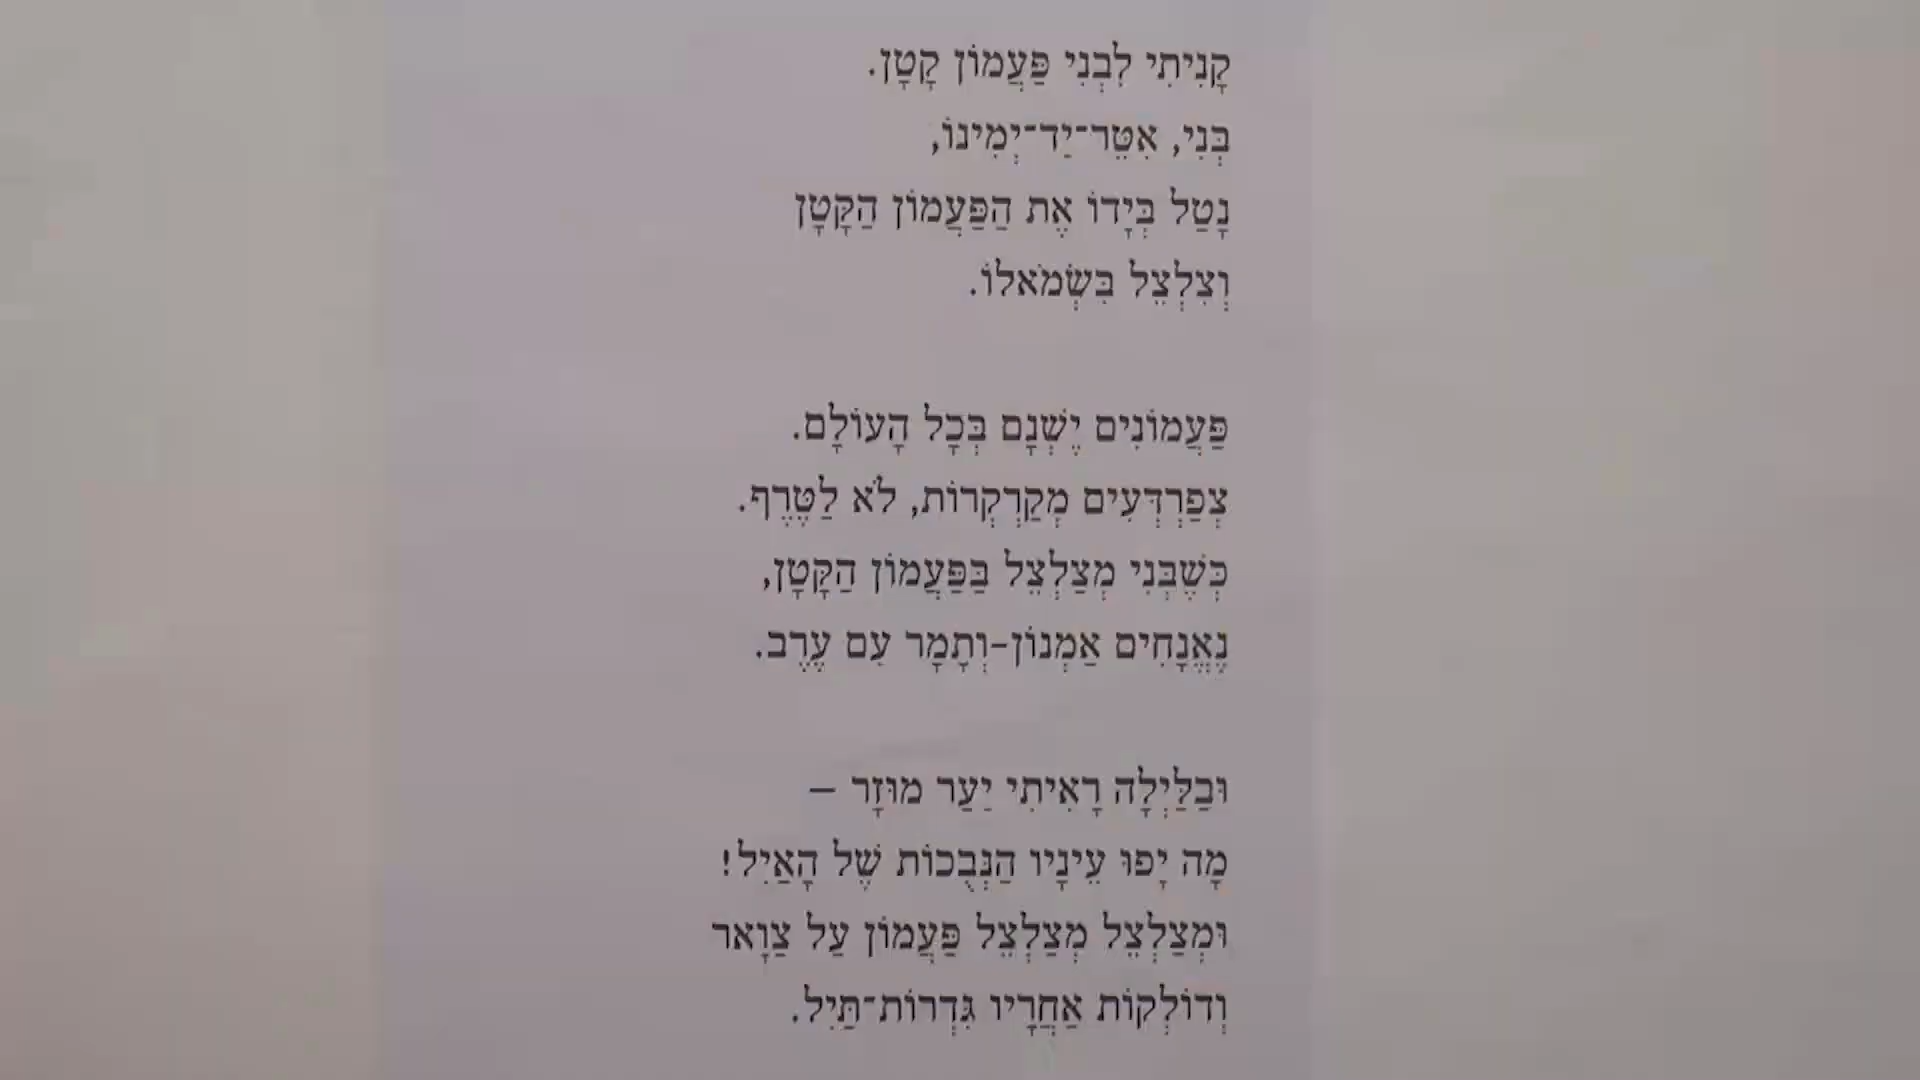 קָנִיתִי לִבְנִי פַּעֲמוֹן קָטָן.
בְּנִי, אִטֵּר־יַד־יְמִינוֹ,
נָטַל בְּיָדוֹ אֶת הַפַּעֲמוֹן הַקָּטָן
וְצִלְצֵל בִּשְׂמֹאלוֹ.
פַּעֲמוֹנִים יֶשְׁנָם בְּכָל הָעוֹלָם.
צְפַרְדְּעִים מְקַרְקְרוֹת, לֹא לַטֶּרֶף.
כְּשֶׁבְּנִי מְצַלְצֵל בַּפַּעֲמוֹן הַקָּטָן,
נֶאֱנָחִים אַמְנוֹן–וְתָמָר עִם עֶרֶב.
וּבַלַּיְלָה רָאִיתִי יַעַר מוּזָר –
מָה יָפוּ עֵינָיו הַנְּבֻכוֹת שֶׁל הָאַיִל!
וּמְצַלְצֵל מְצַלְצֵל פַּעֲמוֹן עַל צַוָּאר
וְדוֹלְקוֹת אַחֲרָיו גִּדְרוֹת־תַּיִל.